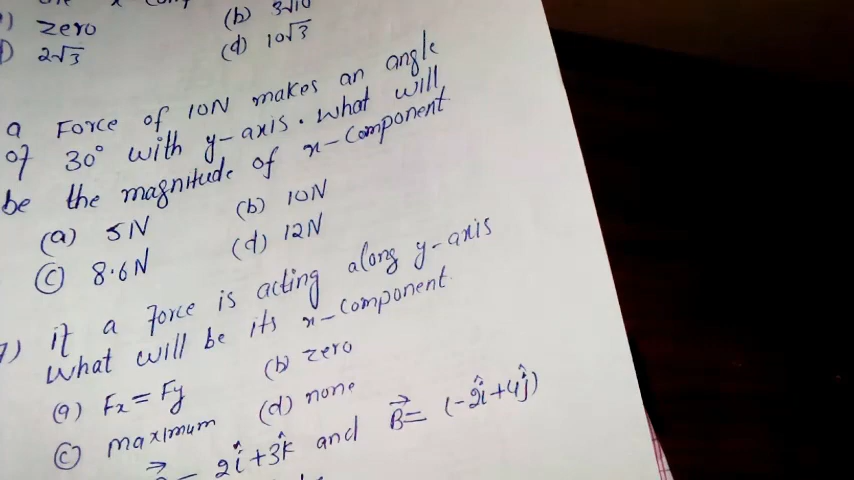 zero
(b) 3√10
2√3
(d) 10√3
a Force of 10N makes an angle
of 30° with y-axis. what will
be the magnitude of x-component
(a) 5N
(b) 10N
(c) 8.6N
(d) 12N
7) if a force is acting along y-axis
what will be its x-component.
(a) Fx = Fy
(b) zero
(c) maximum
(d) none
= 2î+3k̂ and B⃗= (-2î+4ĵ)